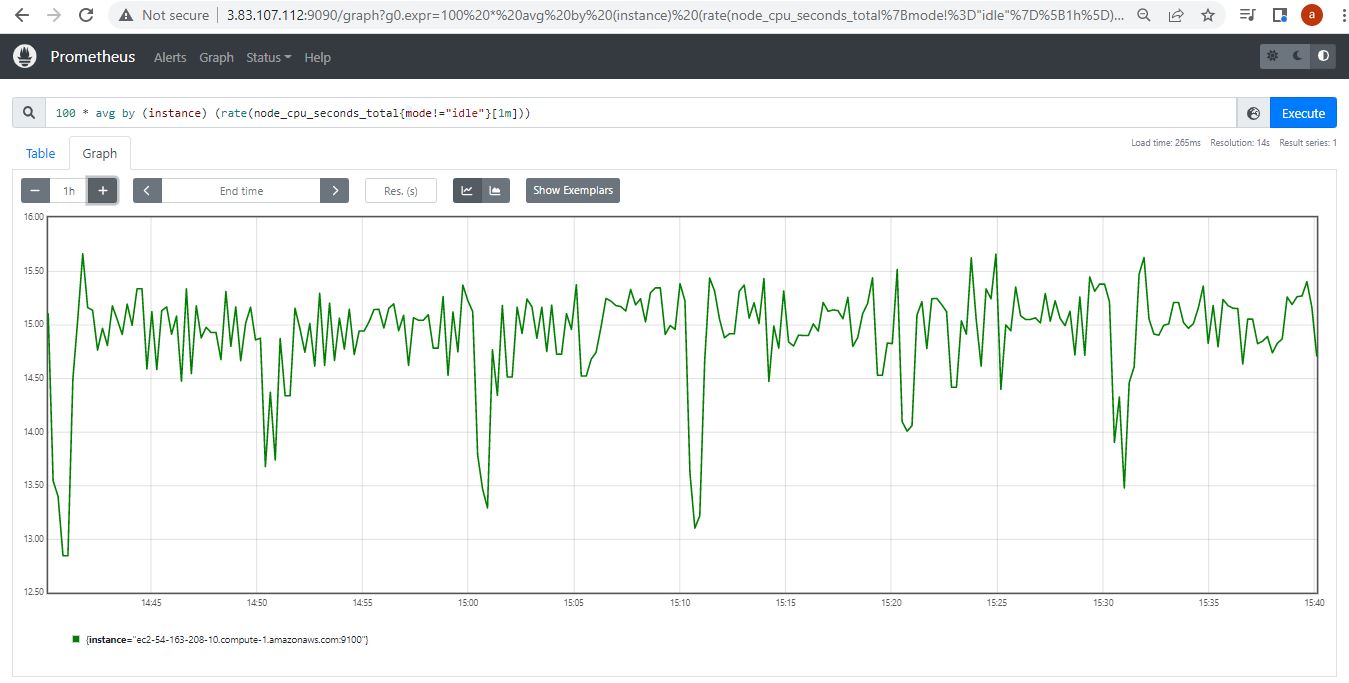 Not secure | 3.83.107.112:9090/graph?g0.expr=100%20*%20avg%20by%20(instance)%20(rate(node_cpu_seconds_total%7Bmode!%3D"idle"%7D%5B1h%5D)...
a
Prometheus Alerts Graph Status Help
100 * avg by (instance) (rate(node_cpu_seconds_total{mode!="idle"}[1m]))
Execute
Load time: 265ms Resolution: 14s Result series: 1
Table Graph
− 1h + < End time > Res. (s) Show Exemplars
16.00
15.50
15.00
14.50
14.00
13.50
13.00
12.50
14:45 14:50 14:55 15:00 15:05 15:10 15:15 15:20 15:25 15:30 15:35 15:40
{instance="ec2-54-163-208-10.compute-1.amazonaws.com:9100"}